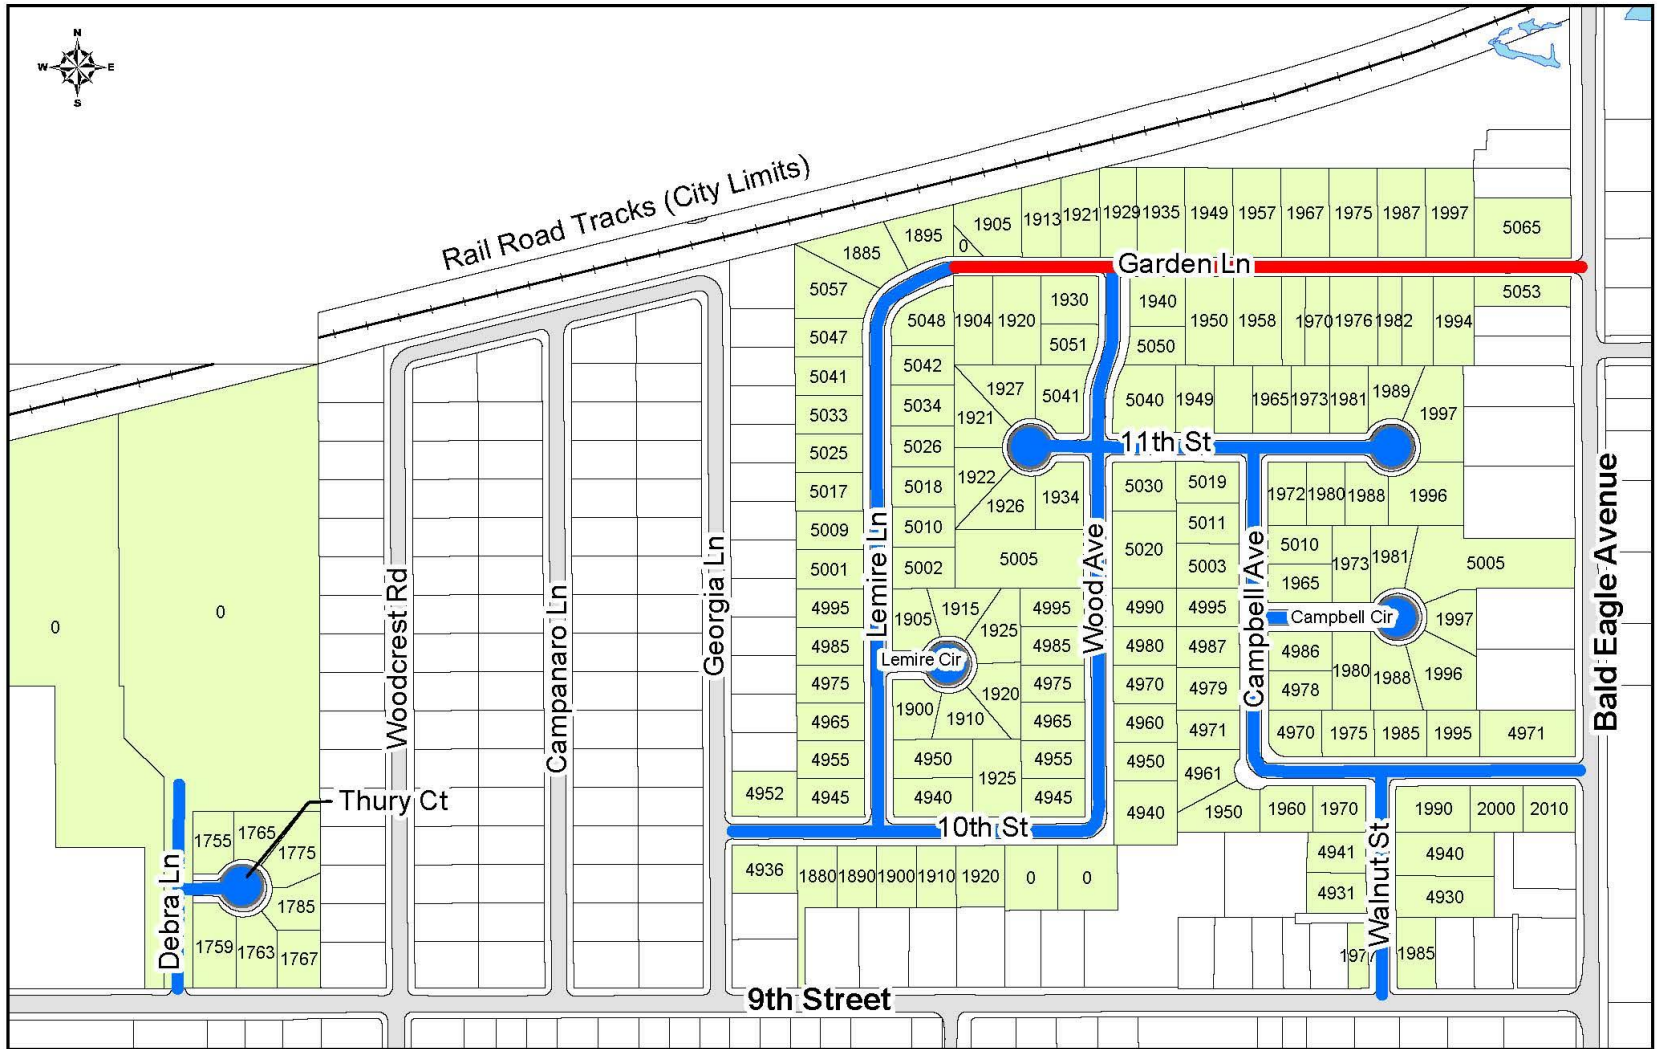 N
W E
S
Rail Road Tracks (City Limits)
1905 1913 1921 1929 1935 1949 1957 1967 1975 1987 1997
1885 1895 0 5065
Garden Ln
5057 5053
5048 1904 1920 1930 1940 1950 1958 1970 1976 1982 1994
5047 5051 5050
5042
5041 1927 5041 5040 1949 1965 1973 1981 1989 1997
5034 1921
5033
5026 11th St
5025
5018 1922 5030 5019
5017 1926 1934 1972 1980 1988 1996
5010 5011
5009 5020 5010
5002 5005 5003 1973 1981 5005
5001 1965
4995 1905 1915 4995 4990 4995
1925 Campbell Cir 1997
4985 4985 4980 4987 4986
Lemire Cir
4975 1920 4975 4970 4979 4978 1980 1988 1996
1900 1910
4965 4965 4960 4971 4970 1975 1985 1995 4971
4955 4950 4955 4950
1925 4961
4952 4945 4940 4945 4940 1950 1960 1970 1990 2000 2010
10th St
4936 1880 1890 1900 1910 1920 0 0 4941 4940
4931 4930
1977 1985
0 0
Thury Ct
1755 1765
1775
1785
1759 1763 1767
Debra Ln
Woodcrest Rd
Campanaro Ln
Georgia Ln
Lemire Ln
Wood Ave
Campbell Ave
Walnut St
Bald Eagle Avenue
9th Street